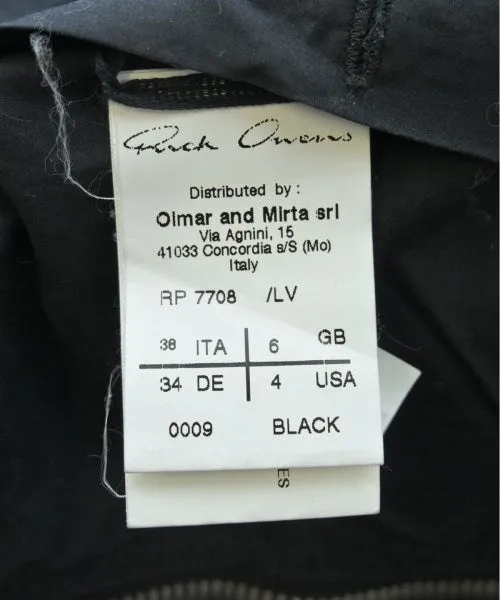 Rick Owens
Distributed by :
Olmar and Mirta srl
Via Agnini, 15
41033 Concordia s/S (Mo)
Italy
RP 7708 /LV
38 ITA 6 GB
34 DE 4 USA
0009 BLACK
ES